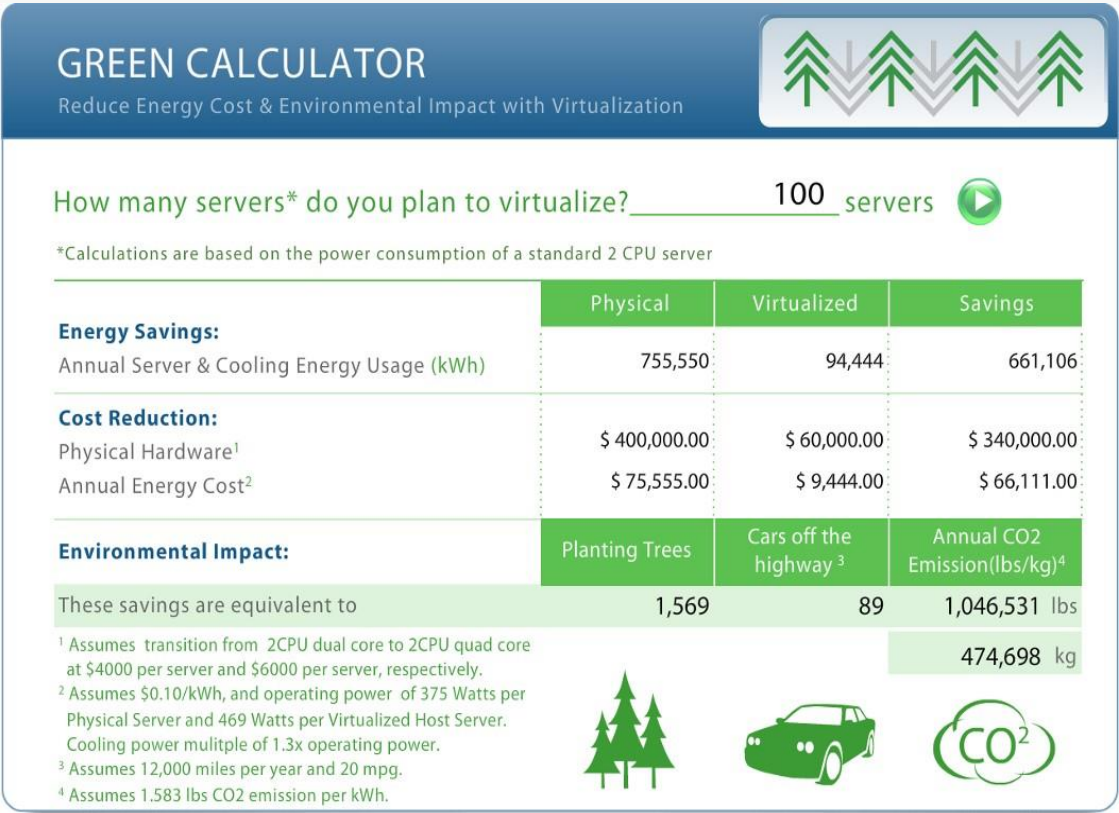 GREEN CALCULATOR
Reduce Energy Cost & Environmental Impact with Virtualization
How many servers* do you plan to virtualize? 100 servers
*Calculations are based on the power consumption of a standard 2 CPU server
Physical Virtualized Savings
Energy Savings:
Annual Server & Cooling Energy Usage (kWh) 755,550 94,444 661,106
Cost Reduction:
Physical Hardware¹ $ 400,000.00 $ 60,000.00 $ 340,000.00
Annual Energy Cost² $ 75,555.00 $ 9,444.00 $ 66,111.00
Environmental Impact: Planting Trees Cars off the highway ³ Annual CO2 Emission(lbs/kg)⁴
These savings are equivalent to 1,569 89 1,046,531 lbs
474,698 kg
¹ Assumes transition from 2CPU dual core to 2CPU quad core
at $4000 per server and $6000 per server, respectively.
² Assumes $0.10/kWh, and operating power of 375 Watts per
Physical Server and 469 Watts per Virtualized Host Server.
Cooling power mulitple of 1.3x operating power.
³ Assumes 12,000 miles per year and 20 mpg.
⁴ Assumes 1.583 lbs CO2 emission per kWh.
CO²